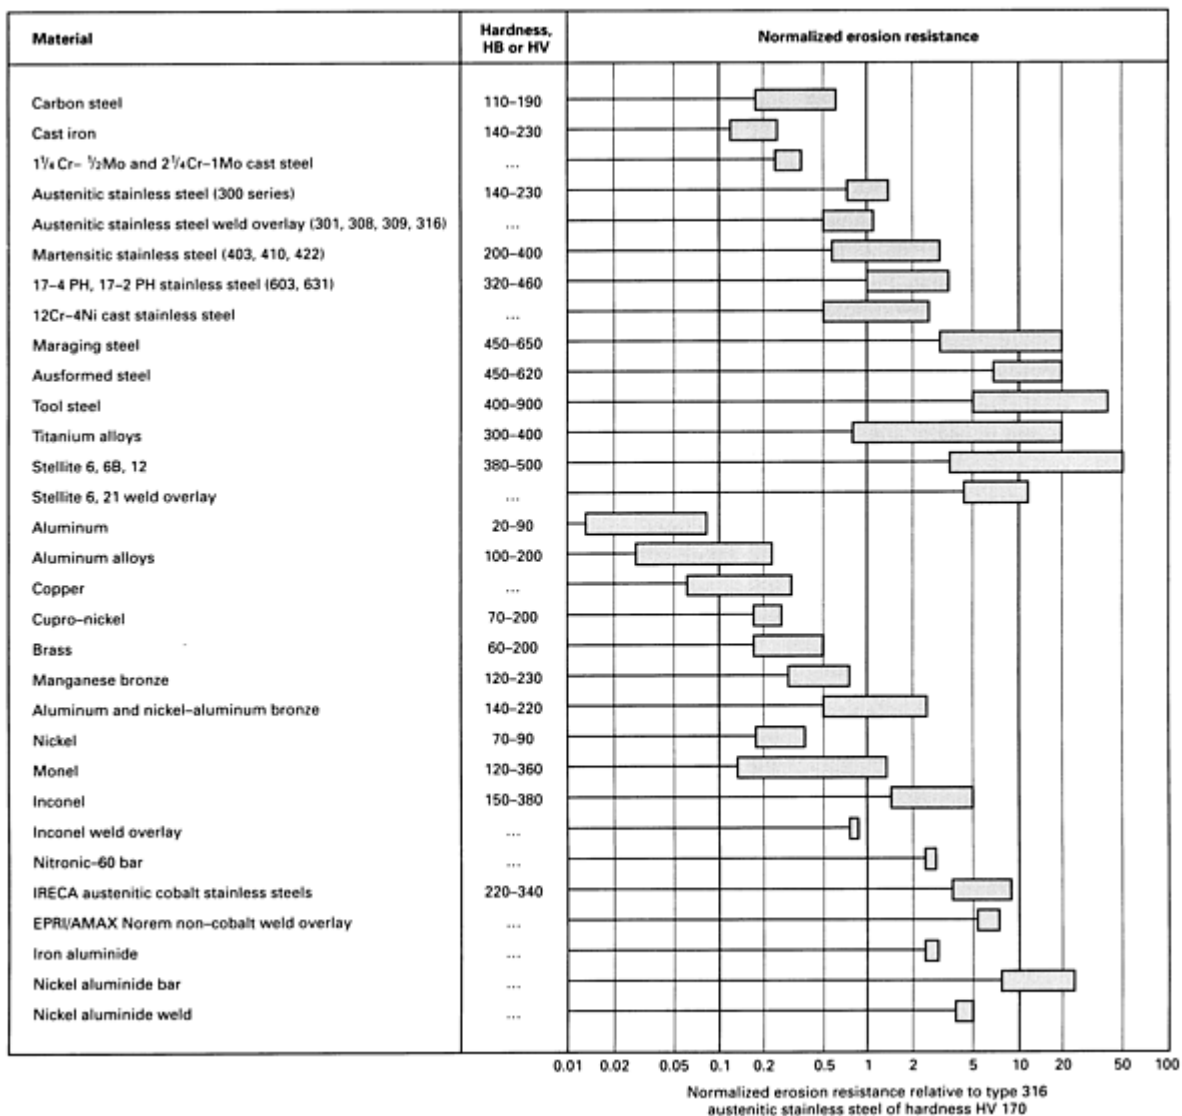 Material
Hardness,
HB or HV
Normalized erosion resistance
Carbon steel 110–190
Cast iron 140–230
1¼Cr–½Mo and 2¼Cr–1Mo cast steel ...
Austenitic stainless steel (300 series) 140–230
Austenitic stainless steel weld overlay (301, 308, 309, 316) ...
Martensitic stainless steel (403, 410, 422) 200–400
17–4 PH, 17–2 PH stainless steel (603, 631) 320–460
12Cr–4Ni cast stainless steel ...
Maraging steel 450–650
Ausformed steel 450–620
Tool steel 400–900
Titanium alloys 300–400
Stellite 6, 6B, 12 380–500
Stellite 6, 21 weld overlay ...
Aluminum 20–90
Aluminum alloys 100–200
Copper ...
Cupro–nickel 70–200
Brass 60–200
Manganese bronze 120–230
Aluminum and nickel–aluminum bronze 140–220
Nickel 70–90
Monel 120–360
Inconel 150–380
Inconel weld overlay ...
Nitronic–60 bar ...
IRECA austenitic cobalt stainless steels 220–340
EPRI/AMAX Norem non–cobalt weld overlay ...
Iron aluminide ...
Nickel aluminide bar ...
Nickel aluminide weld ...
0.01 0.02 0.05 0.1 0.2 0.5 1 2 5 10 20 50 100
Normalized erosion resistance relative to type 316
austenitic stainless steel of hardness HV 170